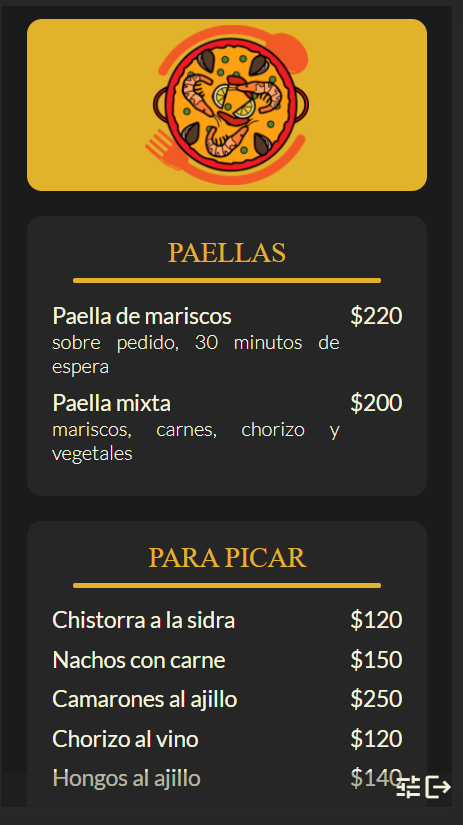 PAELLAS
Paella de mariscos $220
sobre pedido, 30 minutos de
espera
Paella mixta $200
mariscos, carnes, chorizo y
vegetales
PARA PICAR
Chistorra a la sidra $120
Nachos con carne $150
Camarones al ajillo $250
Chorizo al vino $120
Hongos al ajillo $140